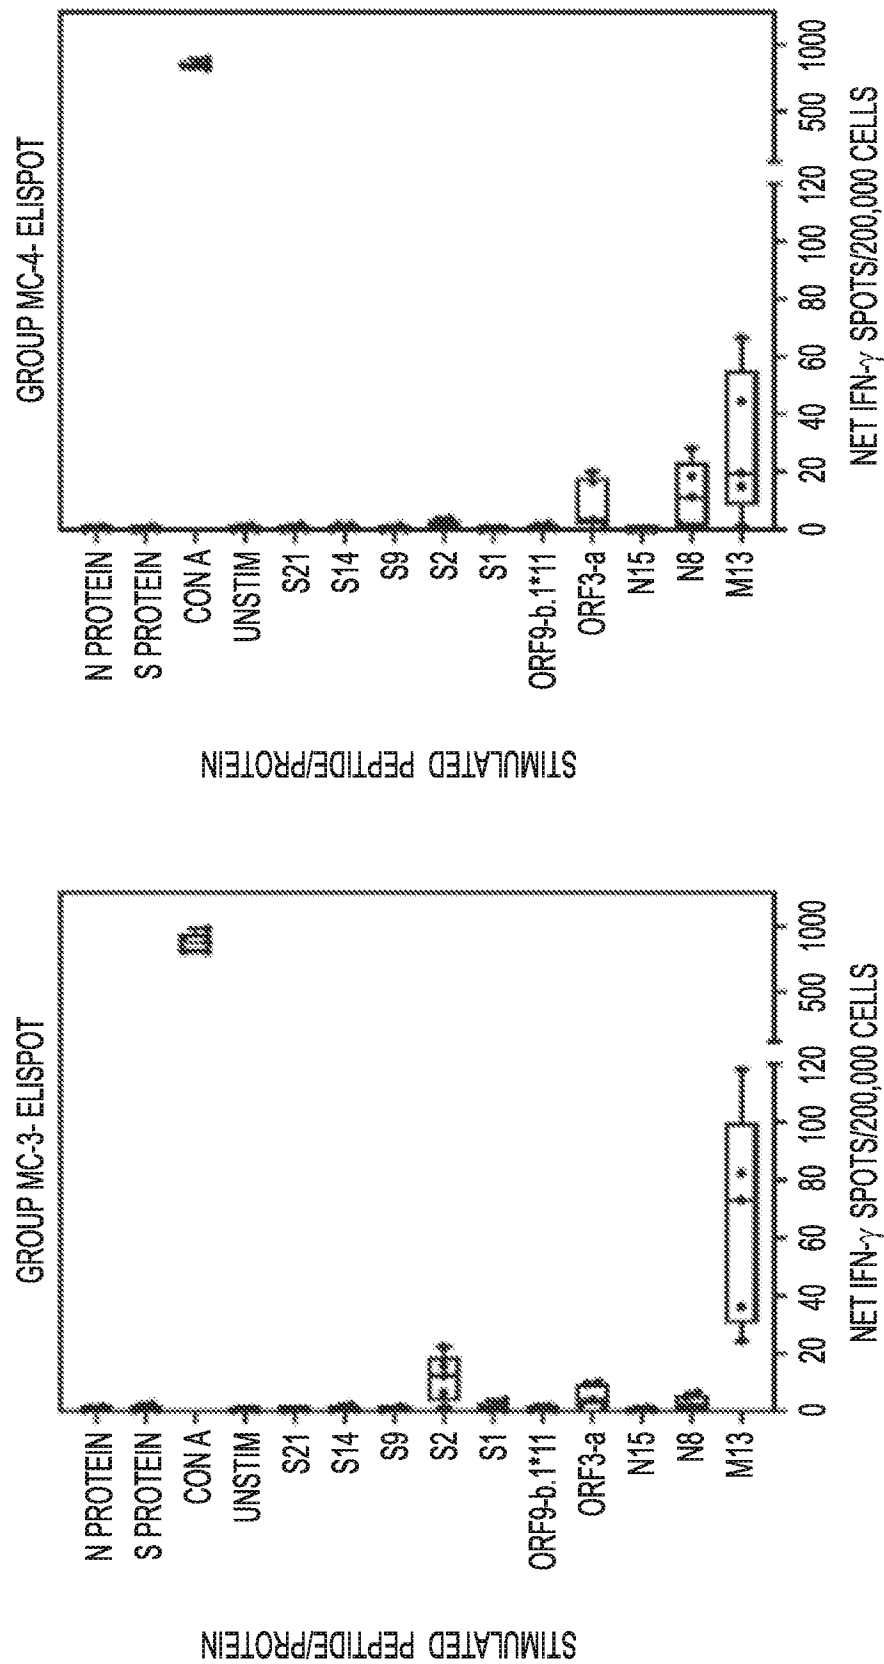 GROUP MC-3- ELISPOT
STIMULATED PEPTIDE/PROTEIN
N PROTEIN
S PROTEIN
CON A
UNSTIM
S21
S14
S9
S2
S1
ORF9-b.1*11
ORF3-a
N15
N8
M13
0 20 40 60 80 100 120 500 1000
NET IFN-γ SPOTS/200,000 CELLS
GROUP MC-4- ELISPOT
STIMULATED PEPTIDE/PROTEIN
N PROTEIN
S PROTEIN
CON A
UNSTIM
S21
S14
S9
S2
S1
ORF9-b.1*11
ORF3-a
N15
N8
M13
0 20 40 60 80 100 120 500 1000
NET IFN-γ SPOTS/200,000 CELLS